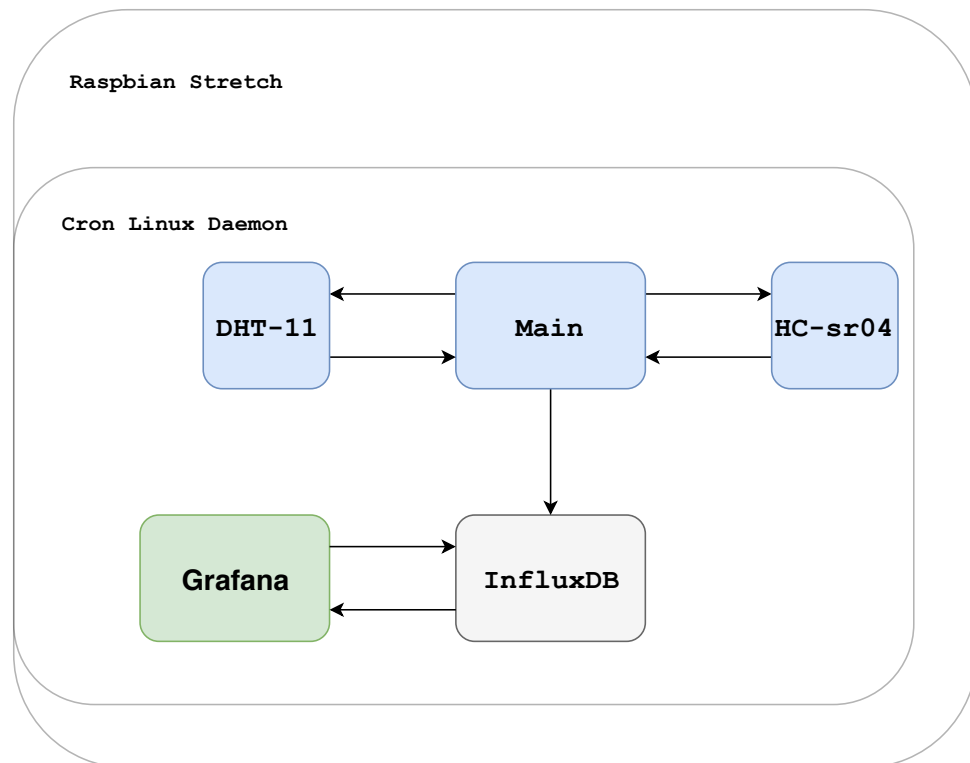 Raspbian Stretch
Cron Linux Daemon
DHT-11
Main
HC-sr04
Grafana
InfluxDB